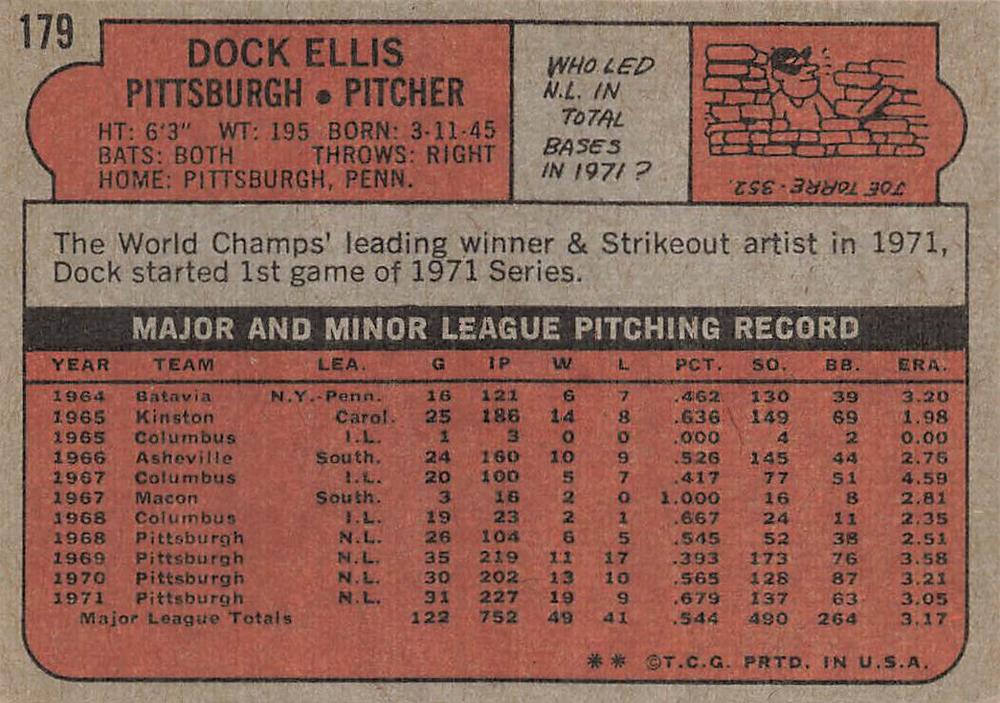 179
DOCK ELLIS
PITTSBURGH • PITCHER
HT: 6'3" WT: 195 BORN: 3-11-45
BATS: BOTH THROWS: RIGHT
HOME: PITTSBURGH, PENN.
WHO LED
N.L. IN
TOTAL
BASES
IN 1971?
JOE TORRE - 352.
The World Champs' leading winner & Strikeout artist in 1971,
Dock started 1st game of 1971 Series.
MAJOR AND MINOR LEAGUE PITCHING RECORD
YEAR TEAM LEA. G IP W L PCT. SO. BB. ERA.
1964 Batavia N.Y.-Penn. 16 121 6 7 .462 130 39 3.20
1965 Kinston Carol. 25 186 14 8 .636 149 69 1.98
1965 Columbus I.L. 1 3 0 0 .000 4 2 0.00
1966 Asheville South. 24 160 10 9 .526 145 44 2.76
1967 Columbus I.L. 20 100 5 7 .417 77 51 4.59
1967 Macon South. 3 16 2 0 1.000 16 8 2.81
1968 Columbus I.L. 19 23 2 1 .667 24 11 2.35
1968 Pittsburgh N.L. 26 104 6 5 .545 52 38 2.51
1969 Pittsburgh N.L. 35 219 11 17 .393 173 76 3.58
1970 Pittsburgh N.L. 30 202 13 10 .565 128 87 3.21
1971 Pittsburgh N.L. 31 227 19 9 .679 137 63 3.05
Major League Totals 122 752 49 41 .544 490 264 3.17
** ©T.C.G. PRTD. IN U.S.A.